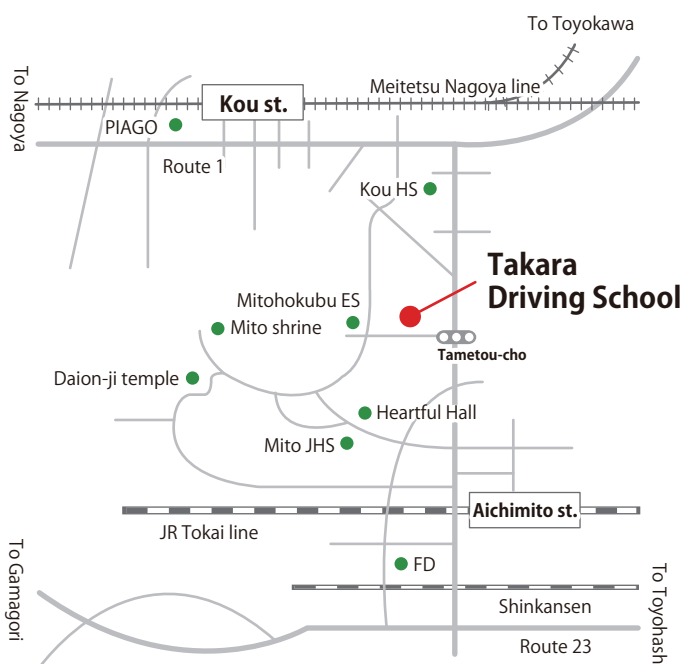 To Toyokawa
To Nagoya
Meitetsu Nagoya line
Kou st.
PIAGO
Route 1
Kou HS
Takara
Driving School
Mitohokubu ES
Mito shrine
Tametou-cho
Daion-ji temple
Heartful Hall
Mito JHS
Aichimito st.
JR Tokai line
To Gamagori
FD
To Toyohash
Shinkansen
Route 23